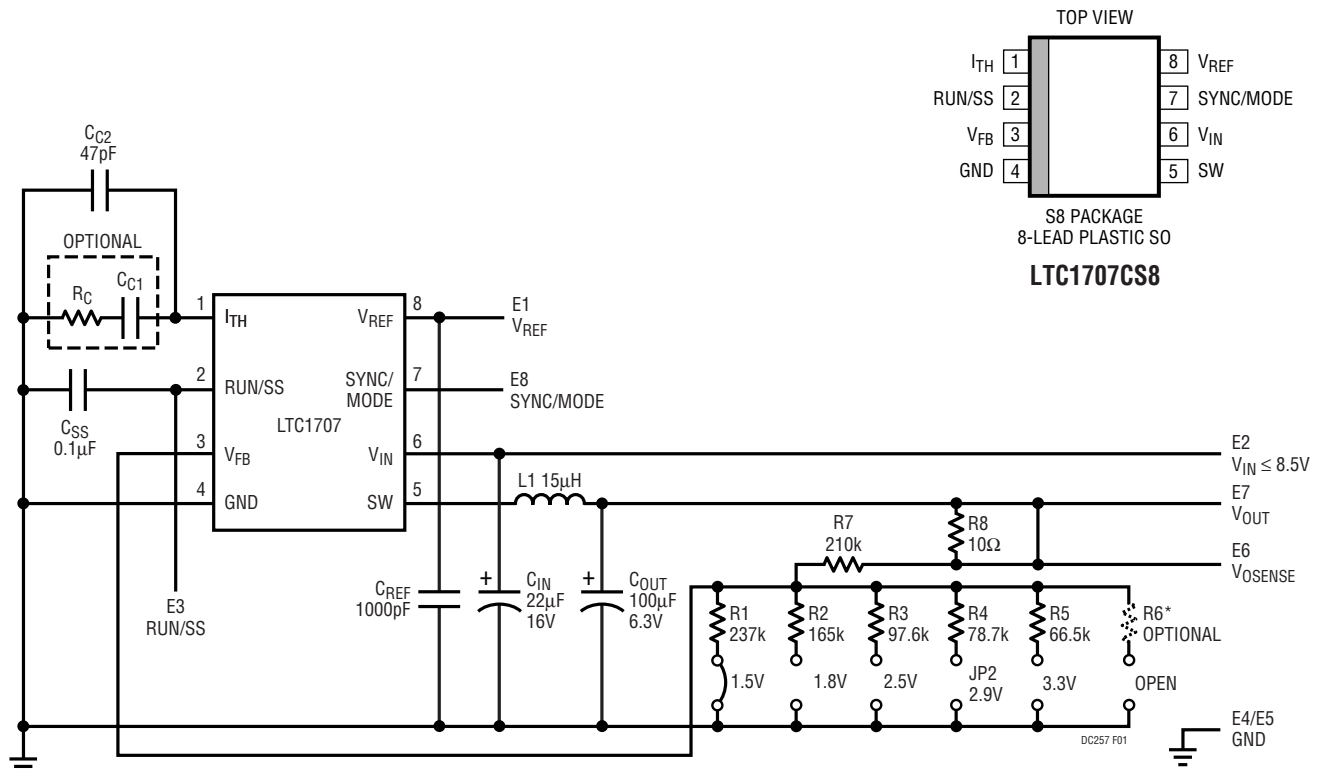 TOP VIEW
I_TH 1
8 V_REF
RUN/SS 2
7 SYNC/MODE
V_FB 3
6 V_IN
GND 4
5 SW
S8 PACKAGE
8-LEAD PLASTIC SO
LTC1707CS8
C_C2
47pF
OPTIONAL
R_C
C_C1
1
I_TH
V_REF
8
E1
V_REF
2
RUN/SS
SYNC/
MODE
7
E8
SYNC/MODE
C_SS
0.1µF
LTC1707
3
V_FB
V_IN
6
E2
V_IN ≤ 8.5V
4
GND
SW
5
L1 15µH
E7
V_OUT
R8
10Ω
R7
210k
E6
V_OSENSE
E3
RUN/SS
C_REF
1000pF
+
C_IN
22µF
16V
+
C_OUT
100µF
6.3V
R1
237k
R2
165k
R3
97.6k
R4
78.7k
R5
66.5k
R6*
OPTIONAL
1.5V
1.8V
2.5V
JP2
2.9V
3.3V
OPEN
DC257 F01
E4/E5
GND